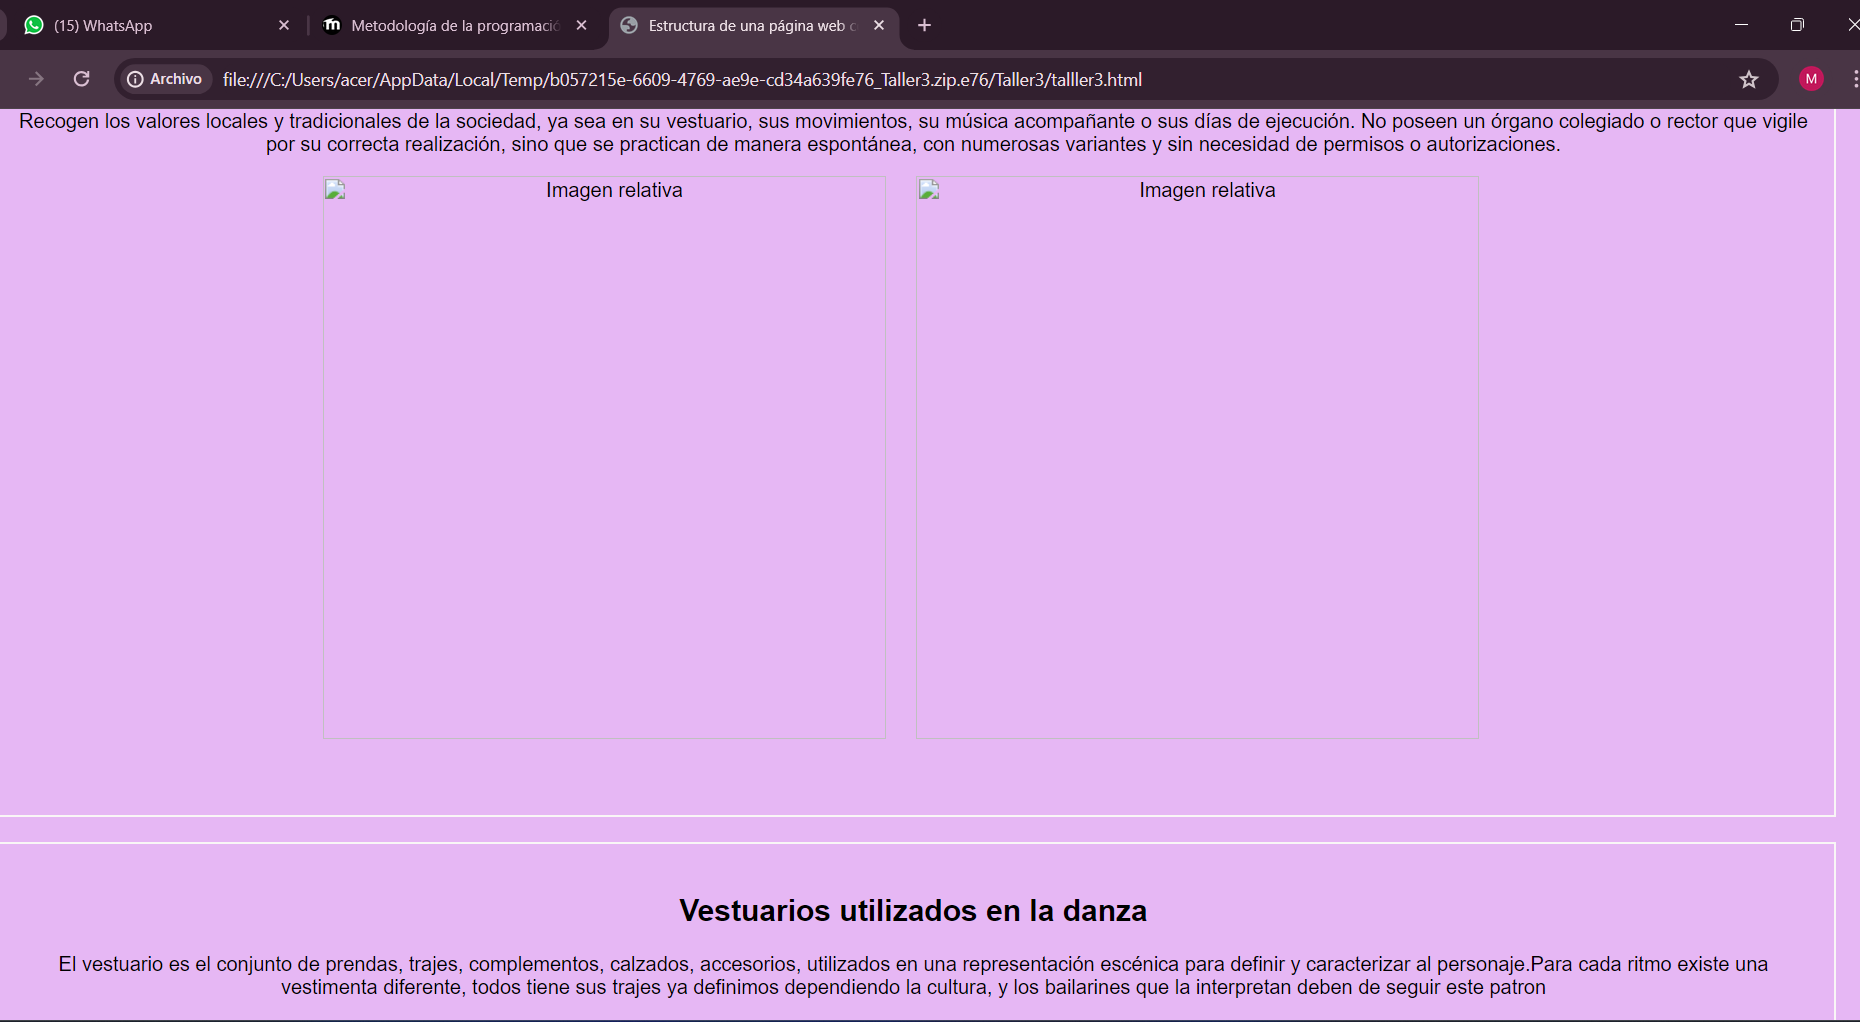 (15) WhatsApp
Metodología de la programació
Estructura de una página web c
Archivo
file:///C:/Users/acer/AppData/Local/Temp/b057215e-6609-4769-ae9e-cd34a639fe76_Taller3.zip.e76/Taller3/talller3.html
M
Recogen los valores locales y tradicionales de la sociedad, ya sea en su vestuario, sus movimientos, su música acompañante o sus días de ejecución. No poseen un órgano colegiado o rector que vigile
por su correcta realización, sino que se practican de manera espontánea, con numerosas variantes y sin necesidad de permisos o autorizaciones.
Imagen relativa
Imagen relativa
Vestuarios utilizados en la danza
El vestuario es el conjunto de prendas, trajes, complementos, calzados, accesorios, utilizados en una representación escénica para definir y caracterizar al personaje.Para cada ritmo existe una
vestimenta diferente, todos tiene sus trajes ya definimos dependiendo la cultura, y los bailarines que la interpretan deben de seguir este patron